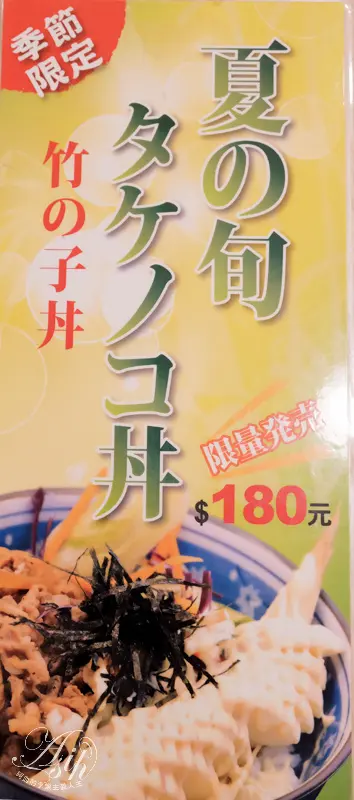 季節
限定
夏の旬
タケノコ丼
竹の子丼
限量発売
$180元
Asih